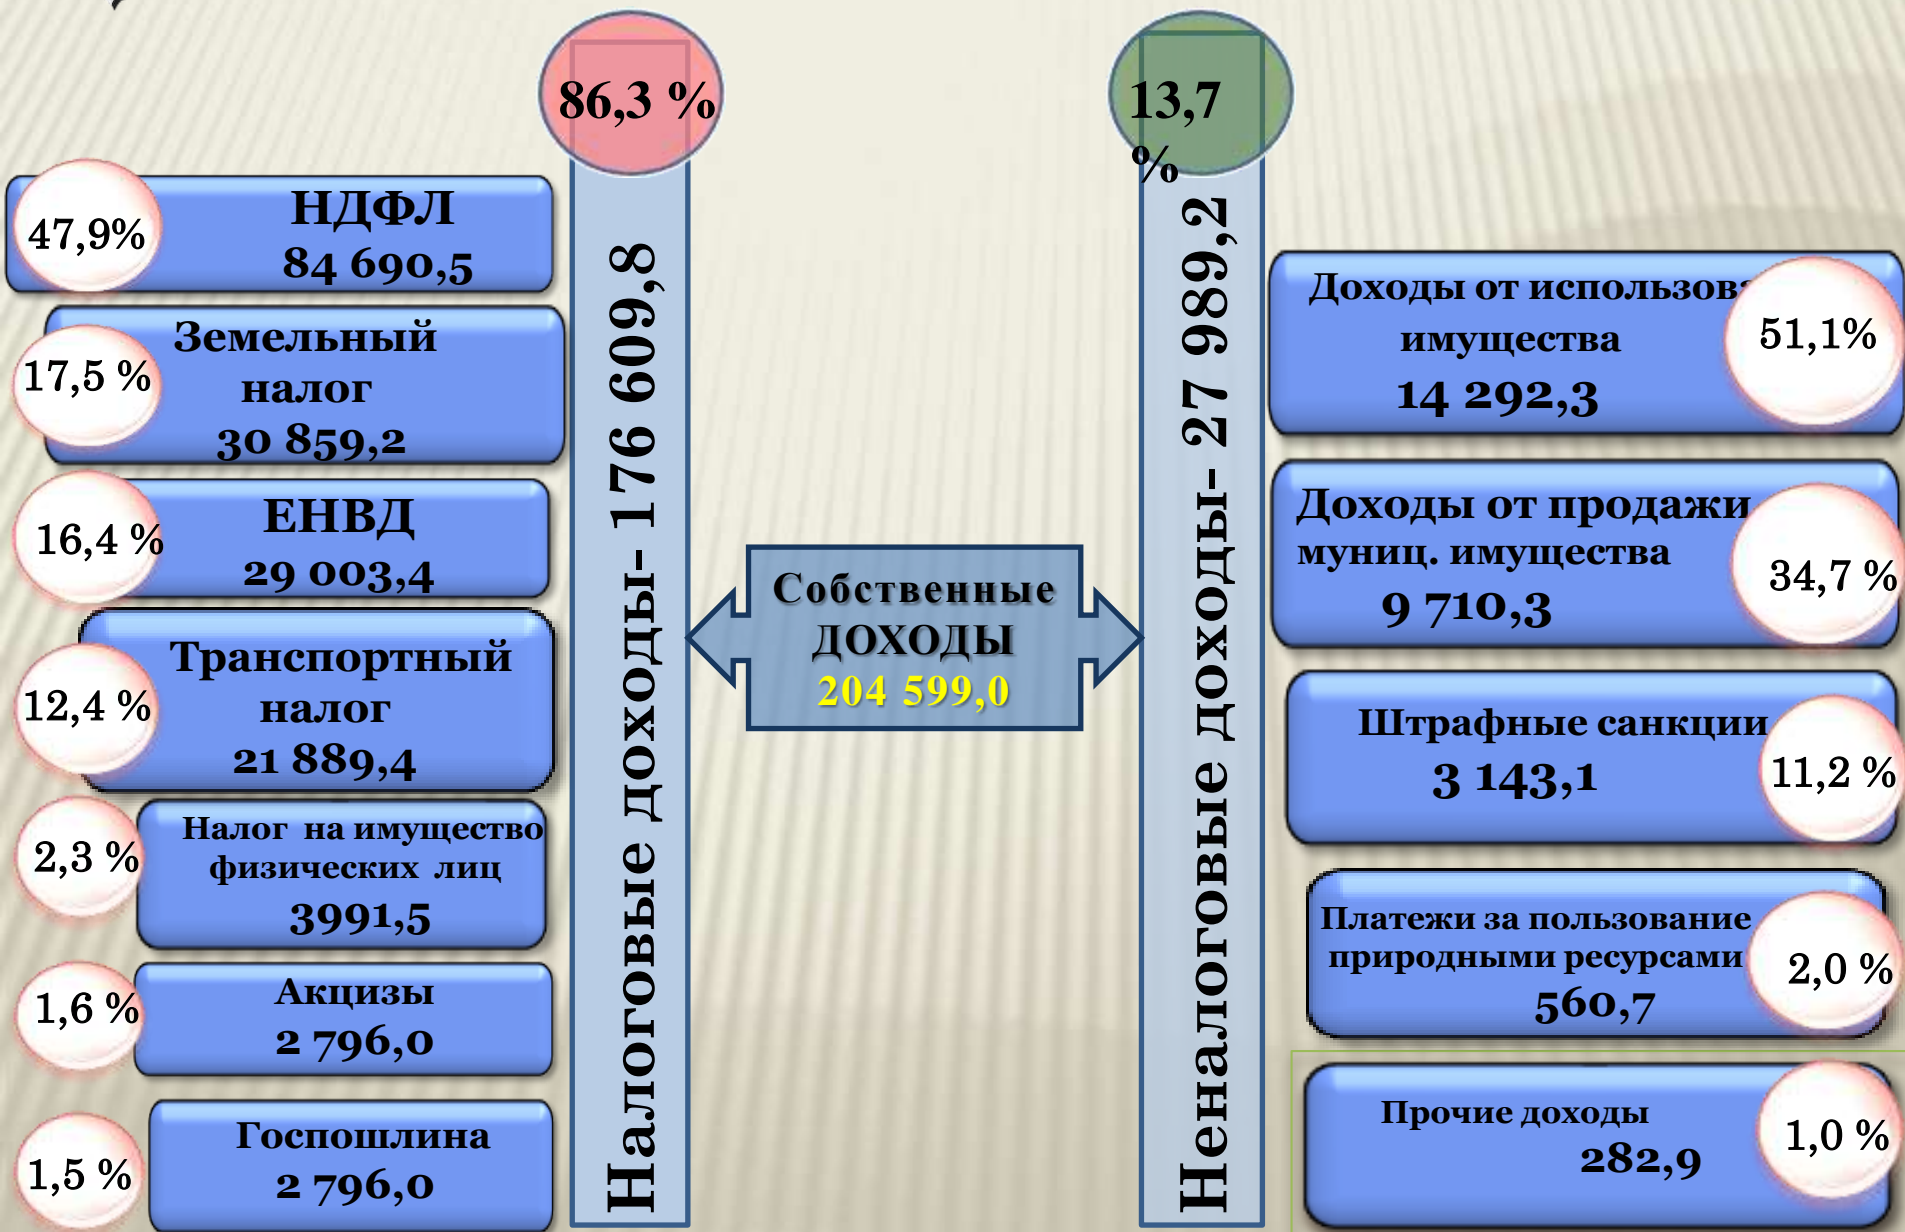 86,3 %
13,7
%
47,9%
НДФЛ
84 690,5
17,5 %
Земельный
налог
30 859,2
16,4 %
ЕНВД
29 003,4
12,4 %
Транспортный
налог
21 889,4
2,3 %
Налог на имущество
физических лиц
3991,5
1,6 %
Акцизы
2 796,0
1,5 %
Госпошлина
2 796,0
Налоговые доходы- 176 609,8
Собственные
ДОХОДЫ
204 599,0
Неналоговые доходы- 27 989,2
Доходы от использов
имущества
14 292,3
51,1%
Доходы от продажи
муниц. имущества
9 710,3
34,7 %
Штрафные санкции
3 143,1
11,2 %
Платежи за пользование
природными ресурсами
560,7
2,0 %
Прочие доходы
282,9
1,0 %